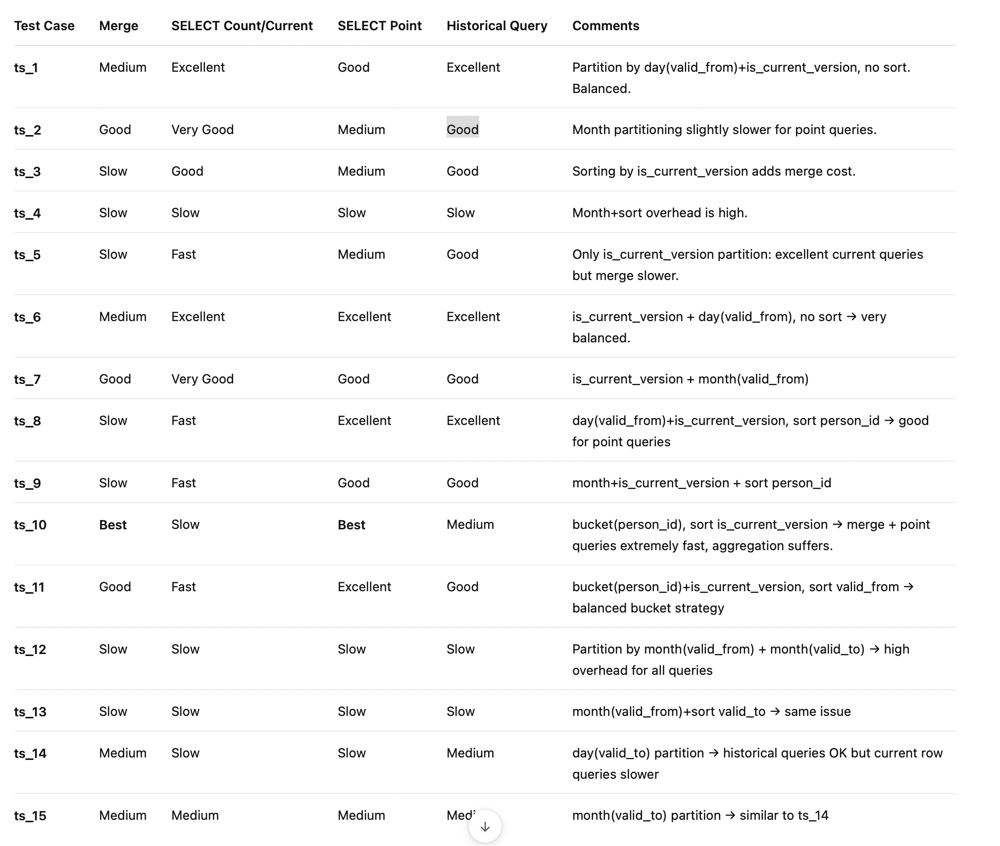 Test Case Merge SELECT Count/Current SELECT Point Historical Query Comments
ts_1 Medium Excellent Good Excellent Partition by day(valid_from)+is_current_version, no sort.
Balanced.
ts_2 Good Very Good Medium Good Month partitioning slightly slower for point queries.
ts_3 Slow Good Medium Good Sorting by is_current_version adds merge cost.
ts_4 Slow Slow Slow Slow Month+sort overhead is high.
ts_5 Slow Fast Medium Good Only is_current_version partition: excellent current queries
but merge slower.
ts_6 Medium Excellent Excellent Excellent is_current_version + day(valid_from), no sort → very
balanced.
ts_7 Good Very Good Good Good is_current_version + month(valid_from)
ts_8 Slow Fast Excellent Excellent day(valid_from)+is_current_version, sort person_id → good
for point queries
ts_9 Slow Fast Good Good month+is_current_version + sort person_id
ts_10 Best Slow Best Medium bucket(person_id), sort is_current_version → merge + point
queries extremely fast, aggregation suffers.
ts_11 Good Fast Excellent Good bucket(person_id)+is_current_version, sort valid_from →
balanced bucket strategy
ts_12 Slow Slow Slow Slow Partition by month(valid_from) + month(valid_to) → high
overhead for all queries
ts_13 Slow Slow Slow Slow month(valid_from)+sort valid_to → same issue
ts_14 Medium Slow Slow Medium day(valid_to) partition → historical queries OK but current row
queries slower
ts_15 Medium Medium Medium month(valid_to) partition → similar to ts_14